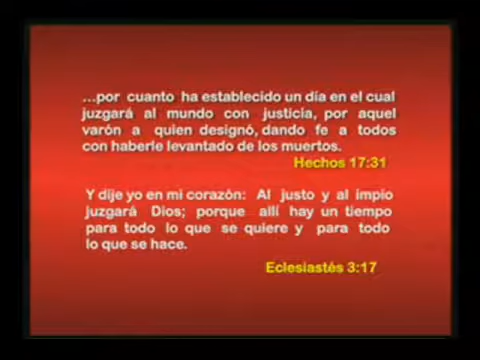 ...por cuanto ha establecido un día en el cual
juzgará al mundo con justicia, por aquel
varón a quien designó, dando fe a todos
con haberle levantado de los muertos.
Hechos 17:31
Y dije yo en mi corazón: Al justo y al impío
juzgará Dios; porque allí hay un tiempo
para todo lo que se quiere y para todo
lo que se hace.
Eclesiastés 3:17